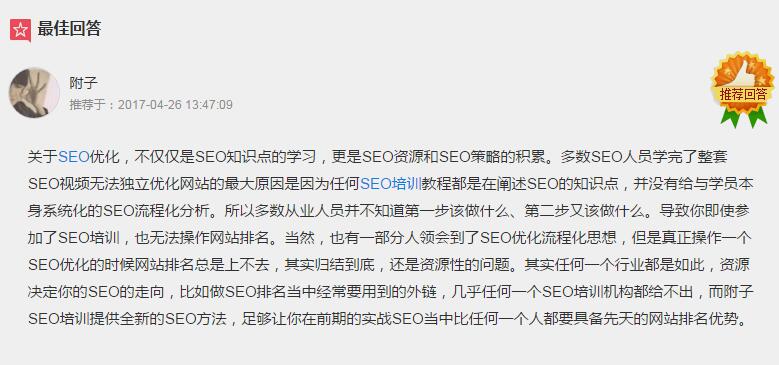 最佳回答
附子
推荐于：2017-04-26 13:47:09
推荐回答
关于SEO优化，不仅仅是SEO知识点的学习，更是SEO资源和SEO策略的积累。多数SEO人员学完了整套
SEO视频无法独立优化网站的最大原因是因为任何SEO培训教程都是在阐述SEO的知识点，并没有给与学员本
身系统化的SEO流程化分析。所以多数从业人员并不知道第一步该做什么、第二步又该做什么。导致你即使参
加了SEO培训，也无法操作网站排名。当然，也有一部分人领会到了SEO优化流程化思想，但是真正操作一个
SEO优化的时候网站排名总是上不去，其实归结到底，还是资源性的问题。其实任何一个行业都是如此，资源
决定你的SEO的走向，比如做SEO排名当中经常要用到的外链，几乎任何一个SEO培训机构都给不出，而附子
SEO培训提供全新的SEO方法，足够让你在前期的实战SEO当中比任何一个人都要具备先天的网站排名优势。